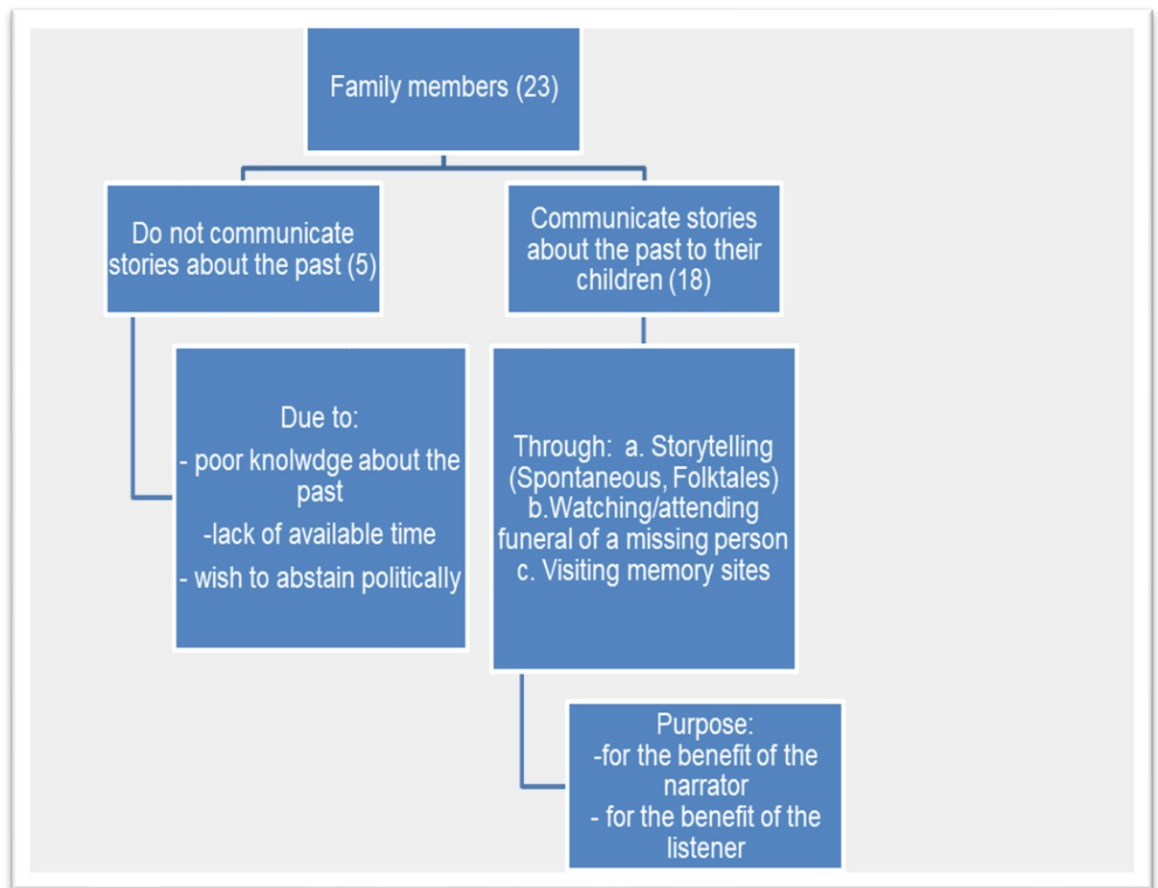 Family members (23)
Do not communicate
stories about the past (5)
Communicate stories
about the past to their
children (18)
Due to:
- poor knolwdge about the
past
-lack of available time
- wish to abstain politically
Through:  a. Storytelling
(Spontaneous, Folktales)
b.Watching/attending
funeral of a missing person
c. Visiting memory sites
Purpose:
-for the benefit of the
narrator
- for the benefit of the
listener